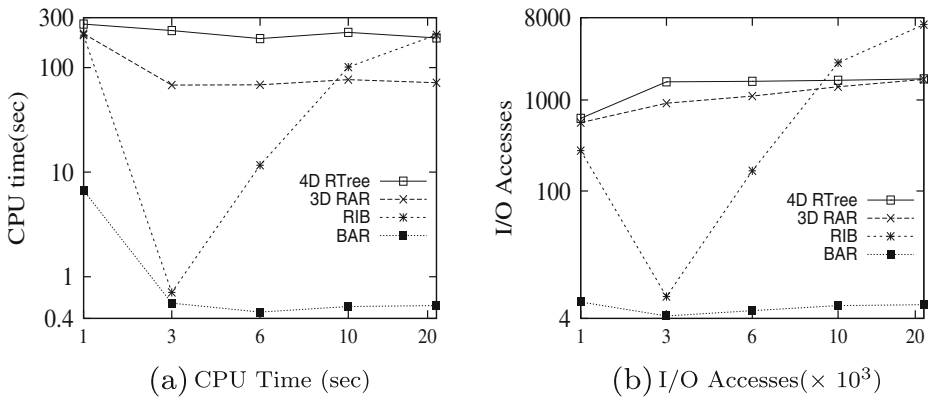 300
100
10
1
0.4
CPU time(sec)
4D RTree
3D RAR
RIB
BAR
1 3 6 10 20
(a) CPU Time (sec)
8000
1000
100
4
I/O Accesses
4D RTree
3D RAR
RIB
BAR
1 3 6 10 20
(b) I/O Accesses(× 10³)